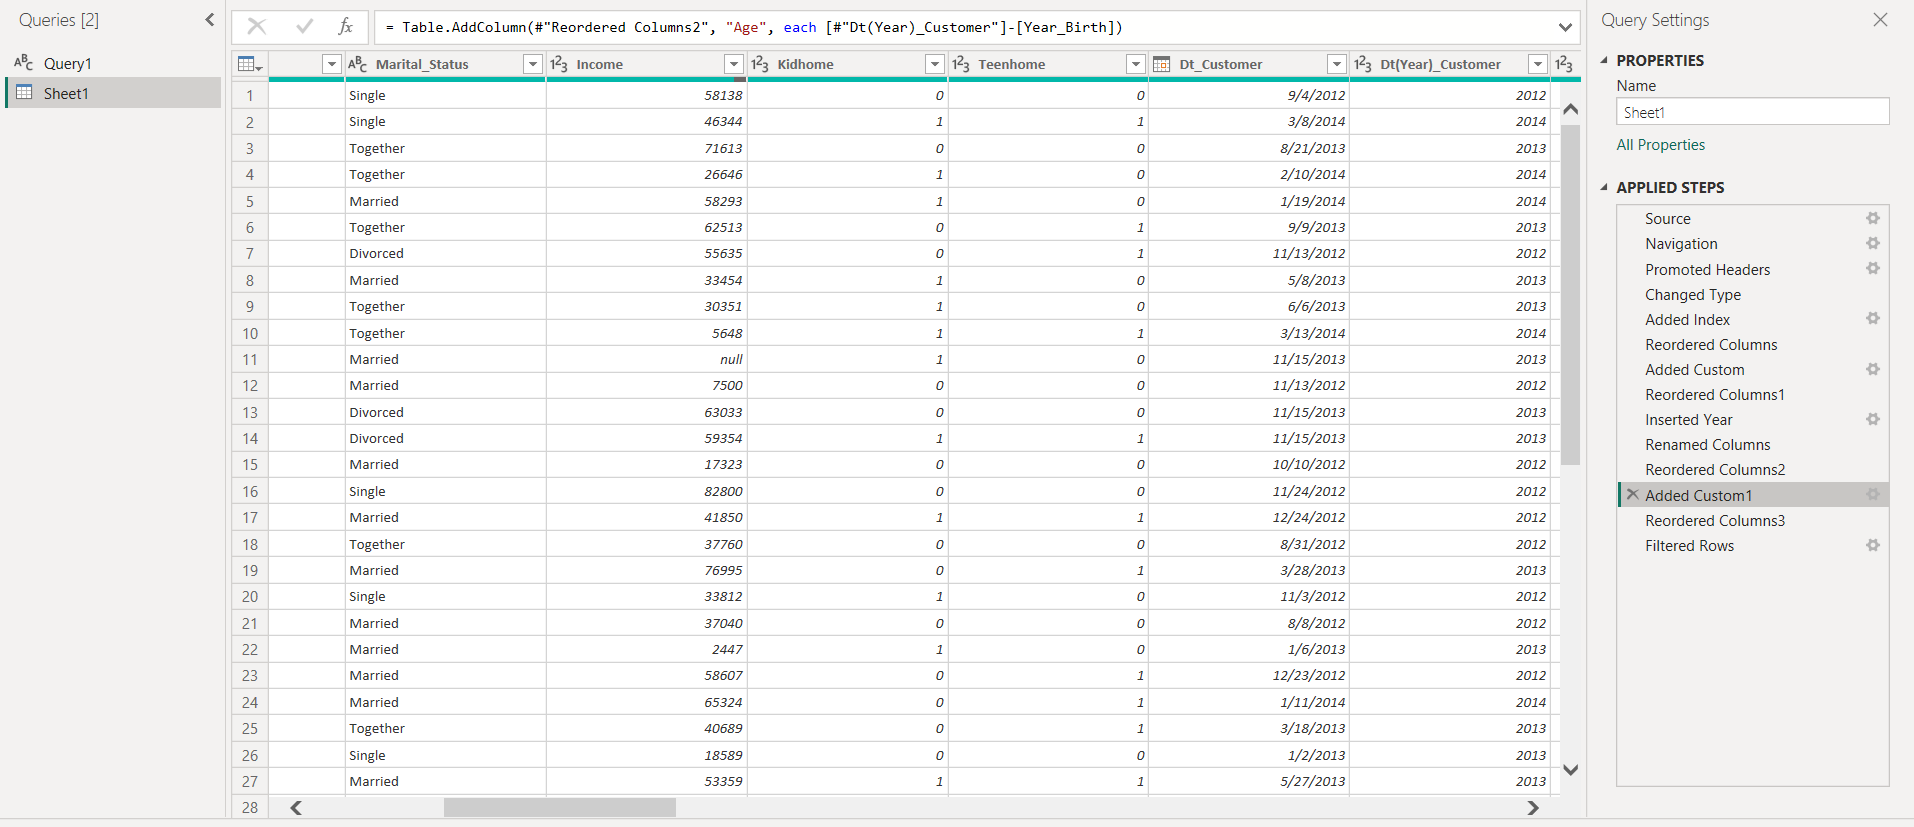 Queries [2]
ABC Query1
Sheet1
fx = Table.AddColumn(#"Reordered Columns2", "Age", each [#"Dt(Year)_Customer"]-[Year_Birth])
ABC Marital_Status 123 Income 123 Kidhome 123 Teenhome Dt_Customer 123 Dt(Year)_Customer 123
1 Single 58138 0 0 9/4/2012 2012
2 Single 46344 1 1 3/8/2014 2014
3 Together 71613 0 0 8/21/2013 2013
4 Together 26646 1 0 2/10/2014 2014
5 Married 58293 1 0 1/19/2014 2014
6 Together 62513 0 1 9/9/2013 2013
7 Divorced 55635 0 1 11/13/2012 2012
8 Married 33454 1 0 5/8/2013 2013
9 Together 30351 1 0 6/6/2013 2013
10 Together 5648 1 1 3/13/2014 2014
11 Married null 1 0 11/15/2013 2013
12 Married 7500 0 0 11/13/2012 2012
13 Divorced 63033 0 0 11/15/2013 2013
14 Divorced 59354 1 1 11/15/2013 2013
15 Married 17323 0 0 10/10/2012 2012
16 Single 82800 0 0 11/24/2012 2012
17 Married 41850 1 1 12/24/2012 2012
18 Together 37760 0 0 8/31/2012 2012
19 Married 76995 0 1 3/28/2013 2013
20 Single 33812 1 0 11/3/2012 2012
21 Married 37040 0 0 8/8/2012 2012
22 Married 2447 1 0 1/6/2013 2013
23 Married 58607 0 1 12/23/2012 2012
24 Married 65324 0 1 1/11/2014 2014
25 Together 40689 0 1 3/18/2013 2013
26 Single 18589 0 0 1/2/2013 2013
27 Married 53359 1 1 5/27/2013 2013
28
Query Settings
PROPERTIES
Name
Sheet1
All Properties
APPLIED STEPS
Source
Navigation
Promoted Headers
Changed Type
Added Index
Reordered Columns
Added Custom
Reordered Columns1
Inserted Year
Renamed Columns
Reordered Columns2
Added Custom1
Reordered Columns3
Filtered Rows